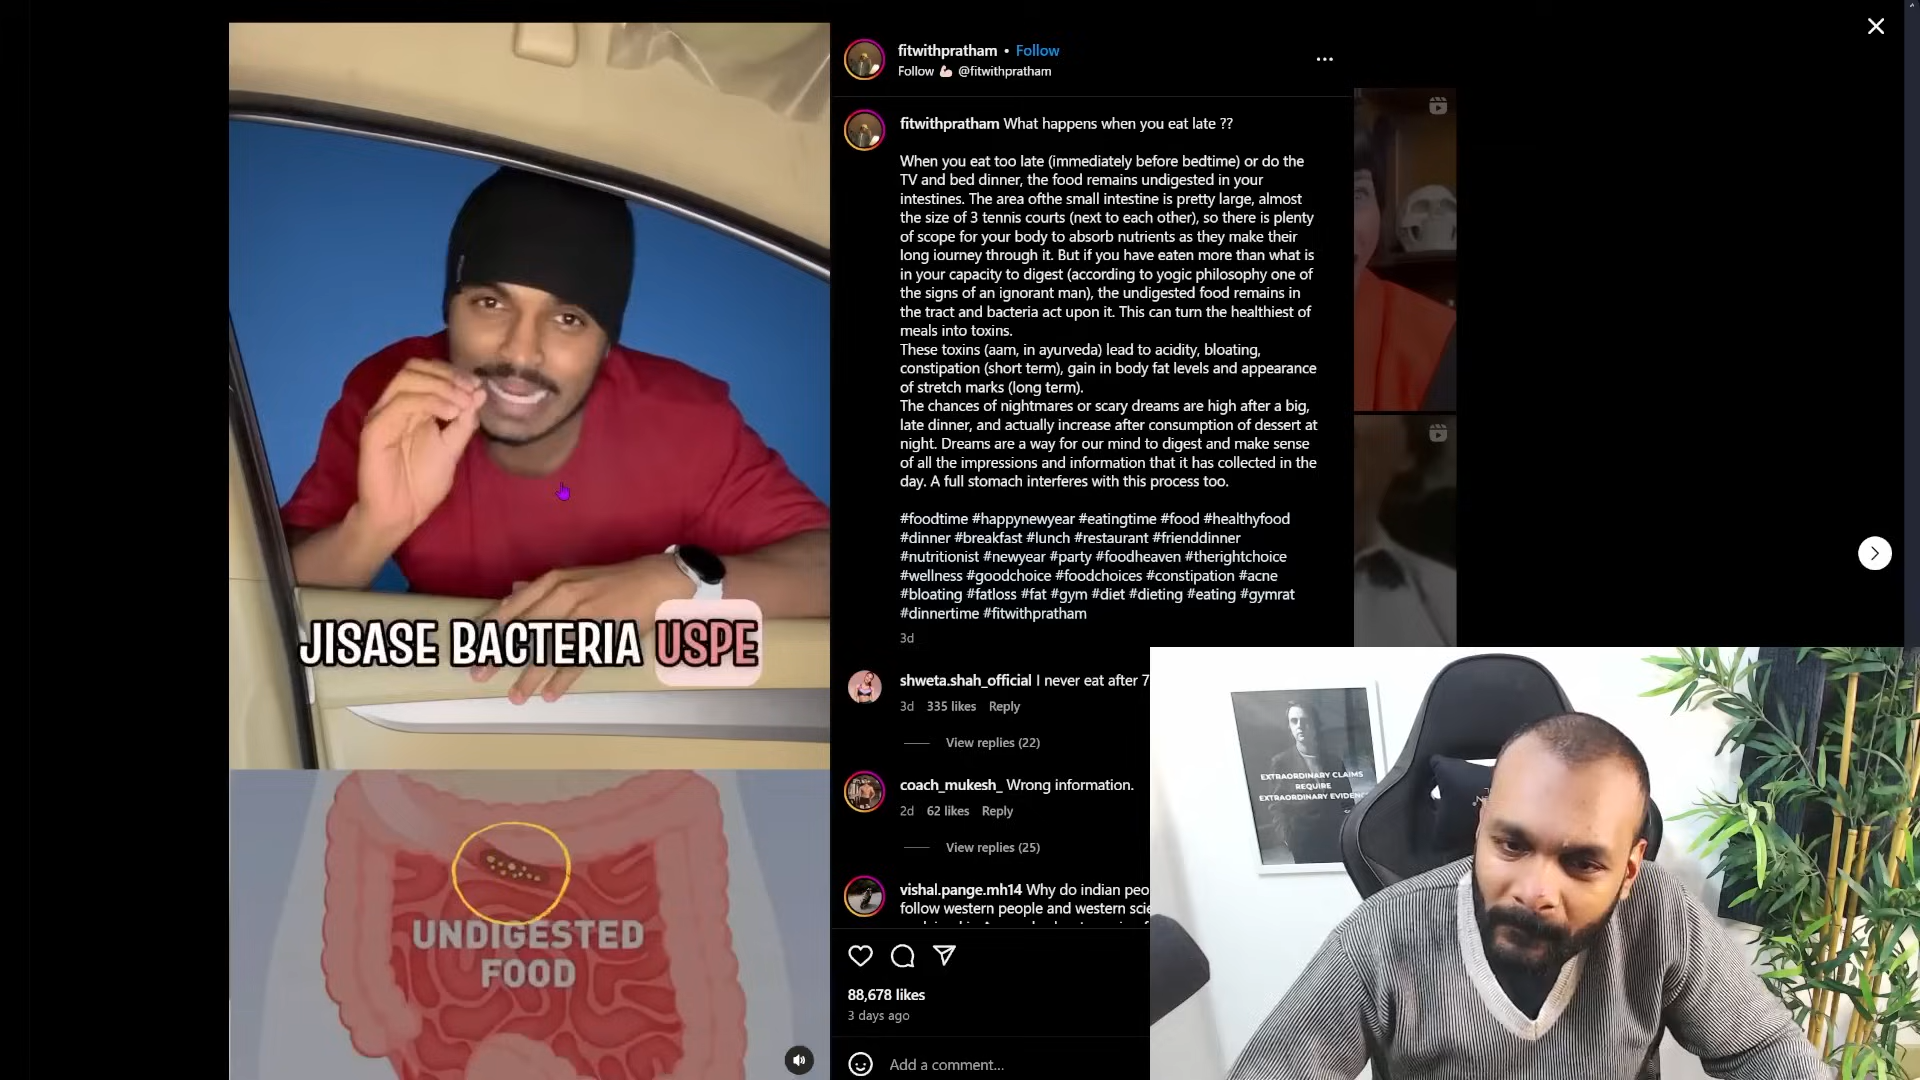 fitwithpratham • Follow
Follow 💪🏻 @fitwithpratham
fitwithpratham What happens when you eat late ??
When you eat too late (immediately before bedtime) or do the
TV and bed dinner, the food remains undigested in your
intestines. The area ofthe small intestine is pretty large, almost
the size of 3 tennis courts (next to each other), so there is plenty
of scope for your body to absorb nutrients as they make their
long iourney through it. But if you have eaten more than what is
in your capacity to digest (according to yogic philosophy one of
the signs of an ignorant man), the undigested food remains in
the tract and bacteria act upon it. This can turn the healthiest of
meals into toxins.
These toxins (aam, in ayurveda) lead to acidity, bloating,
constipation (short term), gain in body fat levels and appearance
of stretch marks (long term).
The chances of nightmares or scary dreams are high after a big,
late dinner, and actually increase after consumption of dessert at
night. Dreams are a way for our mind to digest and make sense
of all the impressions and information that it has collected in the
day. A full stomach interferes with this process too.
#foodtime #happynewyear #eatingtime #food #healthyfood
#dinner #breakfast #lunch #restaurant #frienddinner
#nutritionist #newyear #party #foodheaven #therightchoice
#wellness #goodchoice #foodchoices #constipation #acne
#bloating #fatloss #fat #gym #diet #dieting #eating #gymrat
#dinnertime #fitwithpratham
3d
shweta.shah_official I never eat after 7
3d 335 likes Reply
View replies (22)
coach_mukesh_ Wrong information.
2d 62 likes Reply
View replies (25)
vishal.pange.mh14 Why do indian peo
follow western people and western scie
88,678 likes
3 days ago
Add a comment...
JISASE BACTERIA USPE
UNDIGESTED
FOOD
EXTRAORDINARY CLAIMS
REQUIRE
EXTRAORDINARY EVIDENC